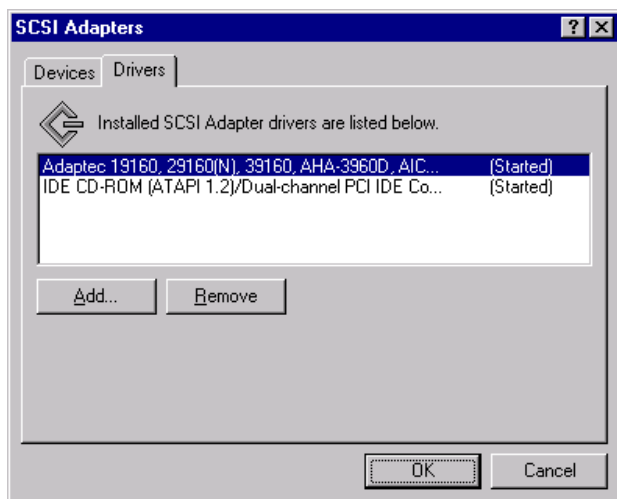 SCSI Adapters
Devices Drivers
Installed SCSI Adapter drivers are listed below.
Adaptec 19160, 29160(N), 39160, AHA-3960D, AIC... (Started)
IDE CD-ROM (ATAPI 1.2)/Dual-channel PCI IDE Co... (Started)
Add... Remove
OK Cancel